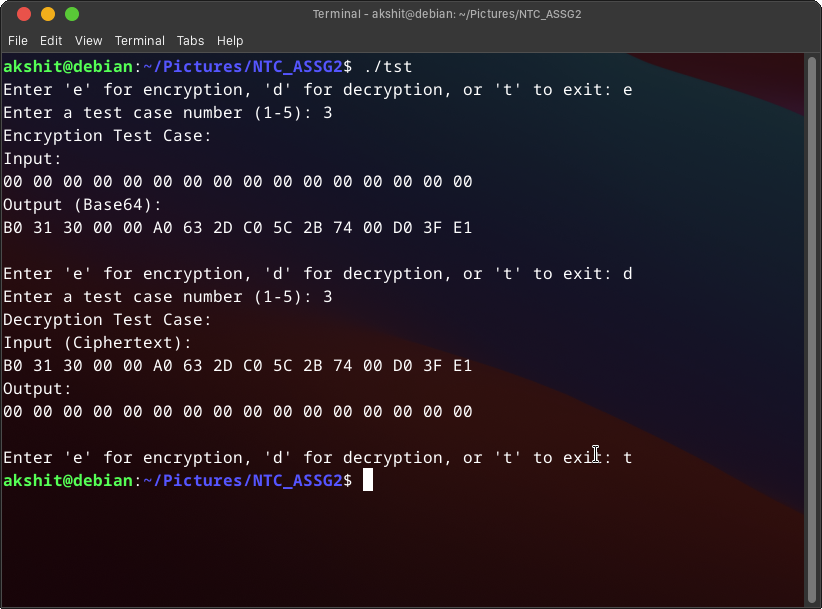 Terminal - akshit@debian: ~/Pictures/NTC_ASSG2
File Edit View Terminal Tabs Help
akshit@debian:~/Pictures/NTC_ASSG2$ ./tst
Enter 'e' for encryption, 'd' for decryption, or 't' to exit: e
Enter a test case number (1-5): 3
Encryption Test Case:
Input:
00 00 00 00 00 00 00 00 00 00 00 00 00 00 00 00
Output (Base64):
B0 31 30 00 00 A0 63 2D C0 5C 2B 74 00 D0 3F E1
Enter 'e' for encryption, 'd' for decryption, or 't' to exit: d
Enter a test case number (1-5): 3
Decryption Test Case:
Input (Ciphertext):
B0 31 30 00 00 A0 63 2D C0 5C 2B 74 00 D0 3F E1
Output:
00 00 00 00 00 00 00 00 00 00 00 00 00 00 00 00
Enter 'e' for encryption, 'd' for decryption, or 't' to exit: t
akshit@debian:~/Pictures/NTC_ASSG2$